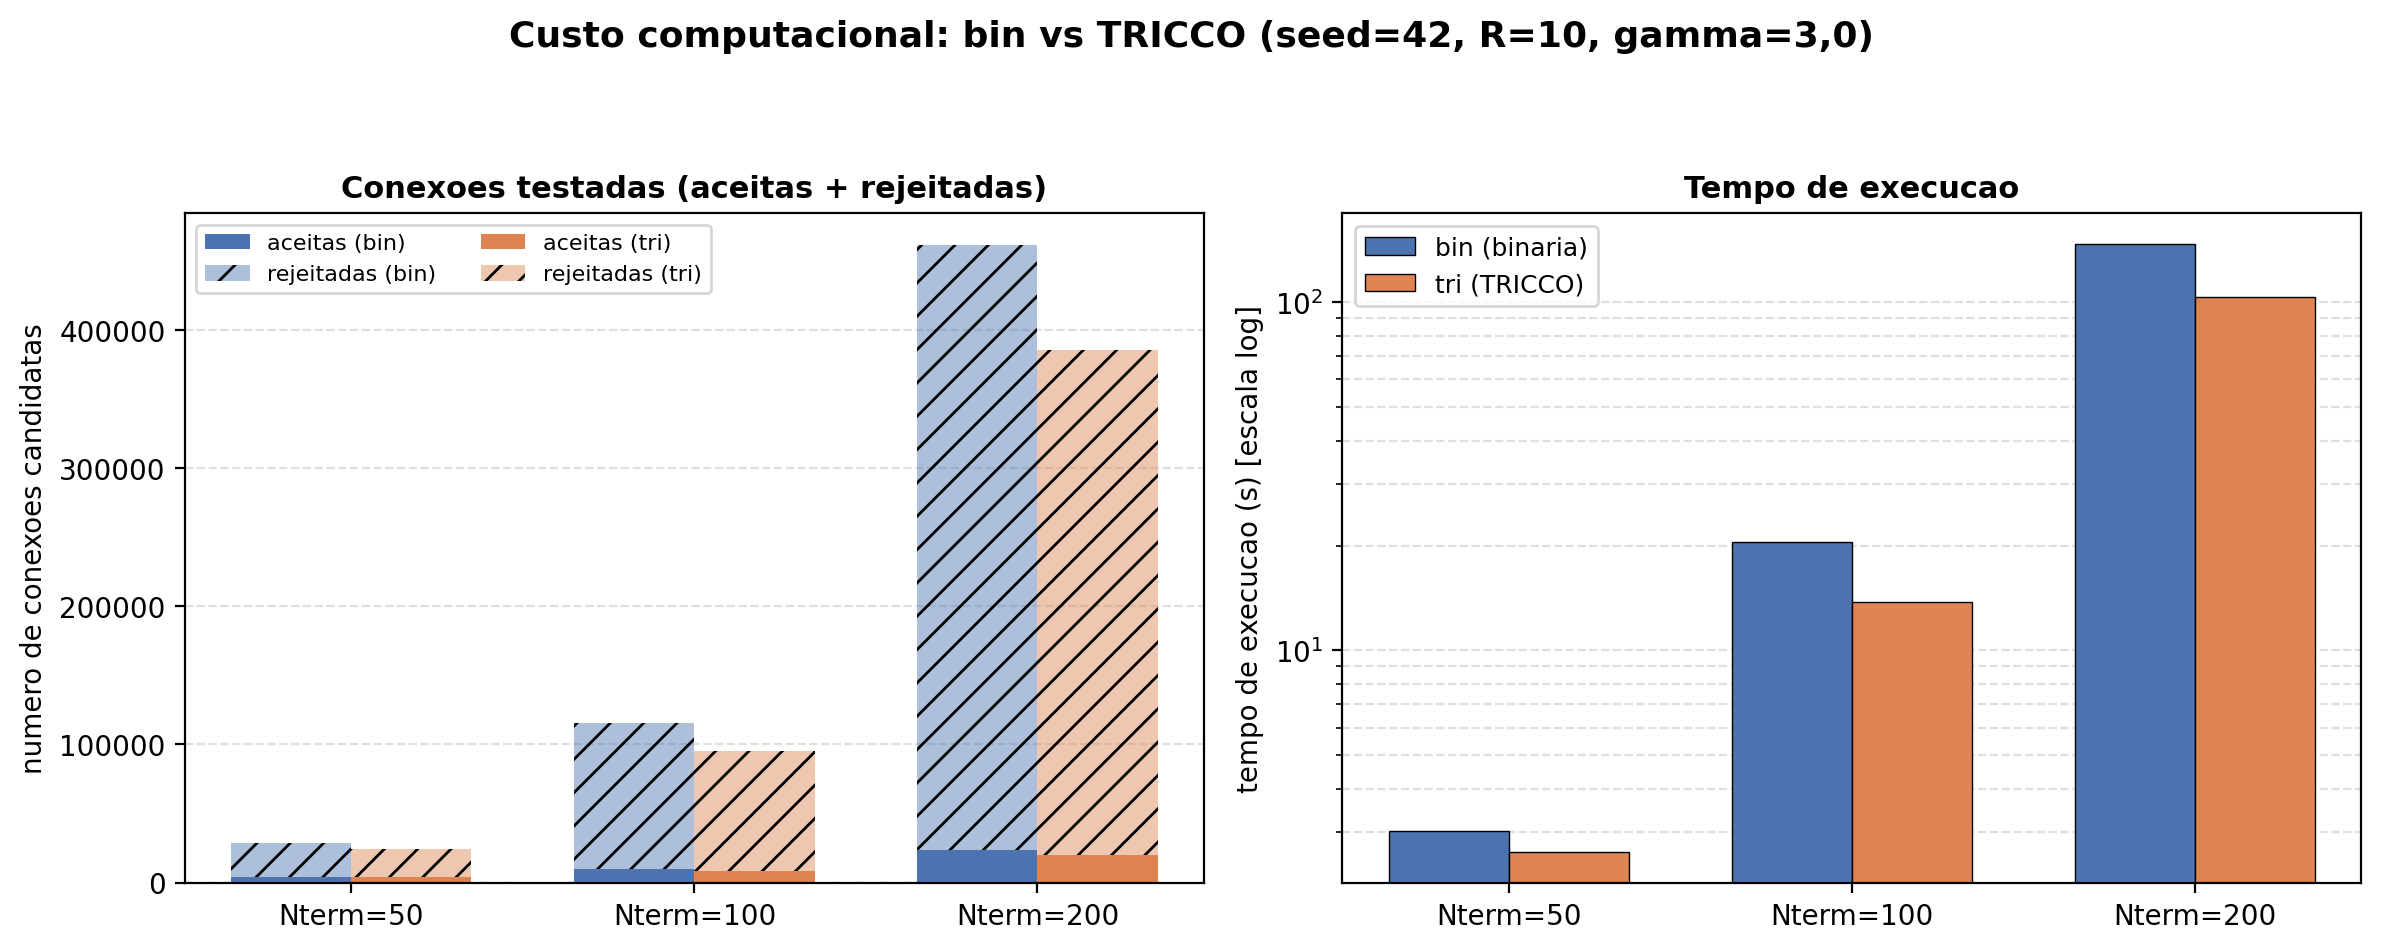 Custo computacional: bin vs TRICCO (seed=42, R=10, gamma=3,0)
Conexoes testadas (aceitas + rejeitadas)
aceitas (bin)
rejeitadas (bin)
aceitas (tri)
rejeitadas (tri)
numero de conexoes candidatas
400000
300000
200000
100000
0
Nterm=50
Nterm=100
Nterm=200
Tempo de execucao
bin (binaria)
tri (TRICCO)
tempo de execucao (s) [escala log]
10²
10¹
Nterm=50
Nterm=100
Nterm=200